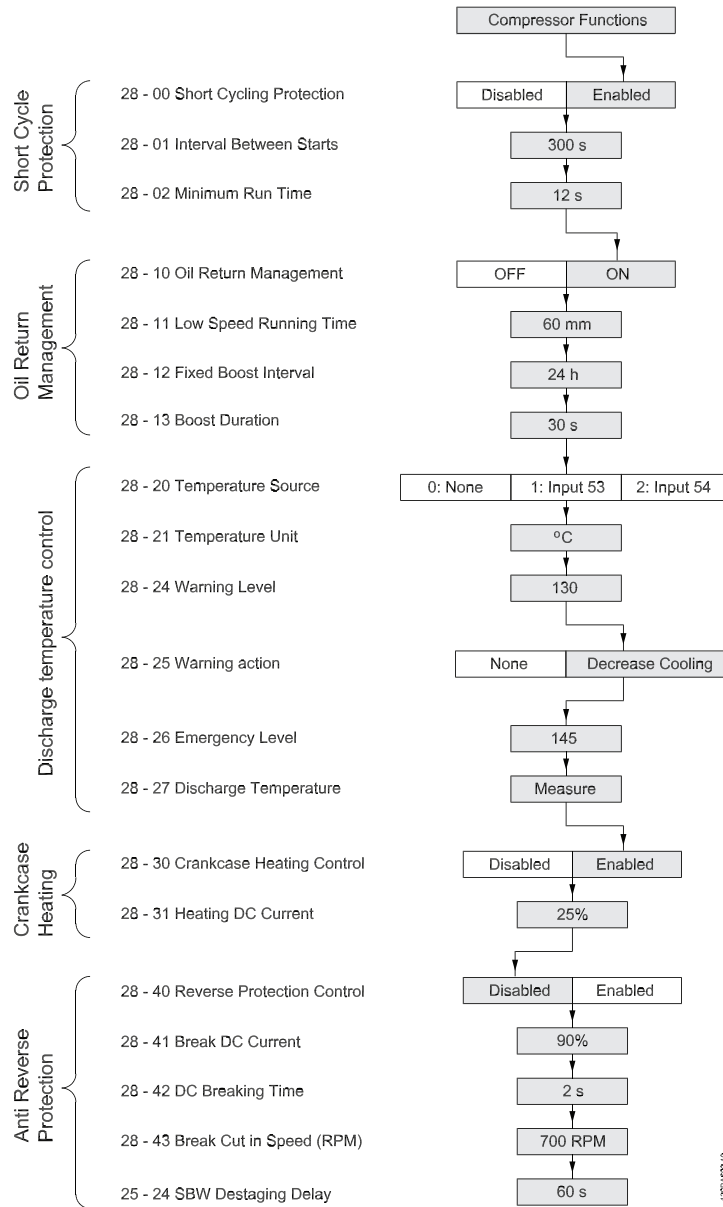 Compressor Functions
Short Cycle Protection
28 - 00 Short Cycling Protection
Disabled
Enabled
28 - 01 Interval Between Starts
300 s
28 - 02 Minimum Run Time
12 s
Oil Return Management
28 - 10 Oil Return Management
OFF
ON
28 - 11 Low Speed Running Time
60 mm
28 - 12 Fixed Boost Interval
24 h
28 - 13 Boost Duration
30 s
Discharge temperature control
28 - 20 Temperature Source
0: None
1: Input 53
2: Input 54
28 - 21 Temperature Unit
ºC
28 - 24 Warning Level
130
28 - 25 Warning action
None
Decrease Cooling
28 - 26 Emergency Level
145
28 - 27 Discharge Temperature
Measure
Crankcase Heating
28 - 30 Crankcase Heating Control
Disabled
Enabled
28 - 31 Heating DC Current
25%
Anti Reverse Protection
28 - 40 Reverse Protection Control
Disabled
Enabled
28 - 41 Break DC Current
90%
28 - 42 DC Breaking Time
2 s
28 - 43 Break Cut in Speed (RPM)
700 RPM
25 - 24 SBW Destaging Delay
60 s